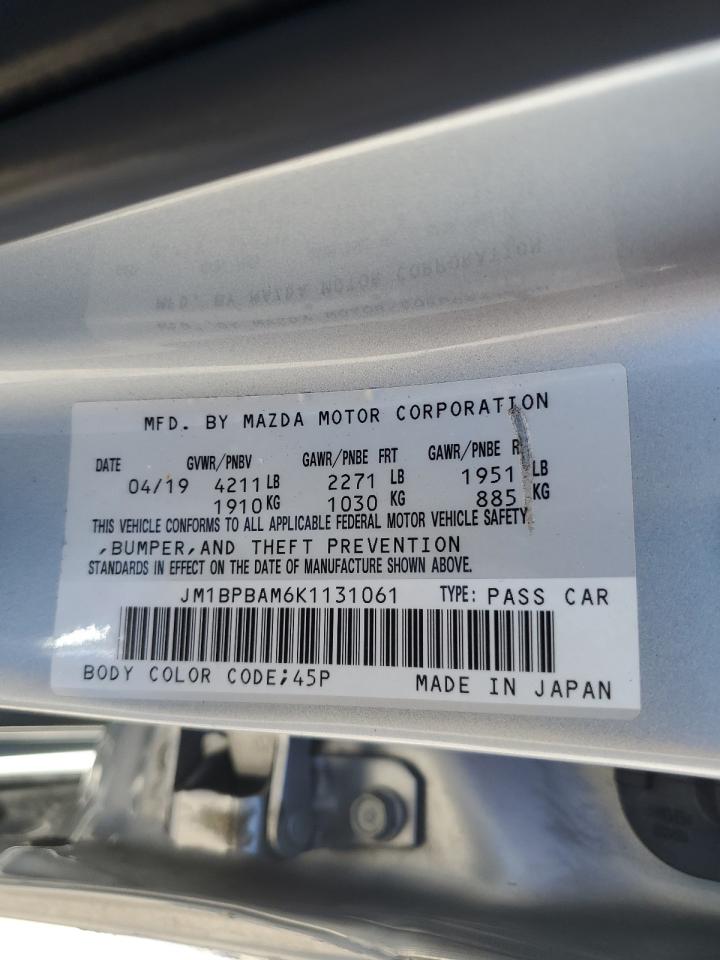 MFD. BY MAZDA MOTOR CORPORATION
DATE GVWR/PNBV GAWR/PNBE FRT GAWR/PNBE
04/19 4211 LB 2271 LB 1951 LB
1910 KG 1030 KG 885 KG
THIS VEHICLE CONFORMS TO ALL APPLICABLE FEDERAL MOTOR VEHICLE SAFETY
,BUMPER,AND THEFT PREVENTION
STANDARDS IN EFFECT ON THE DATE OF MANUFACTURE SHOWN ABOVE.
JM1BPBAM6K1131061 TYPE: PASS CAR
BODY COLOR CODE;45P MADE IN JAPAN